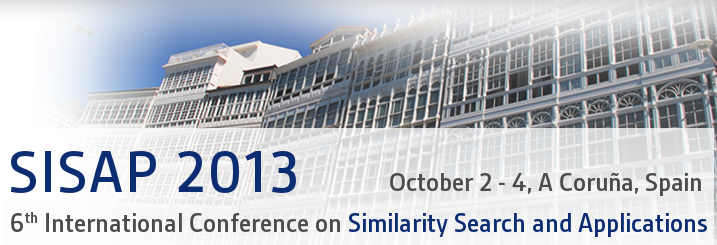 SISAP 2013
October 2 - 4, A Coruña, Spain
6th International Conference on Similarity Search and Applications